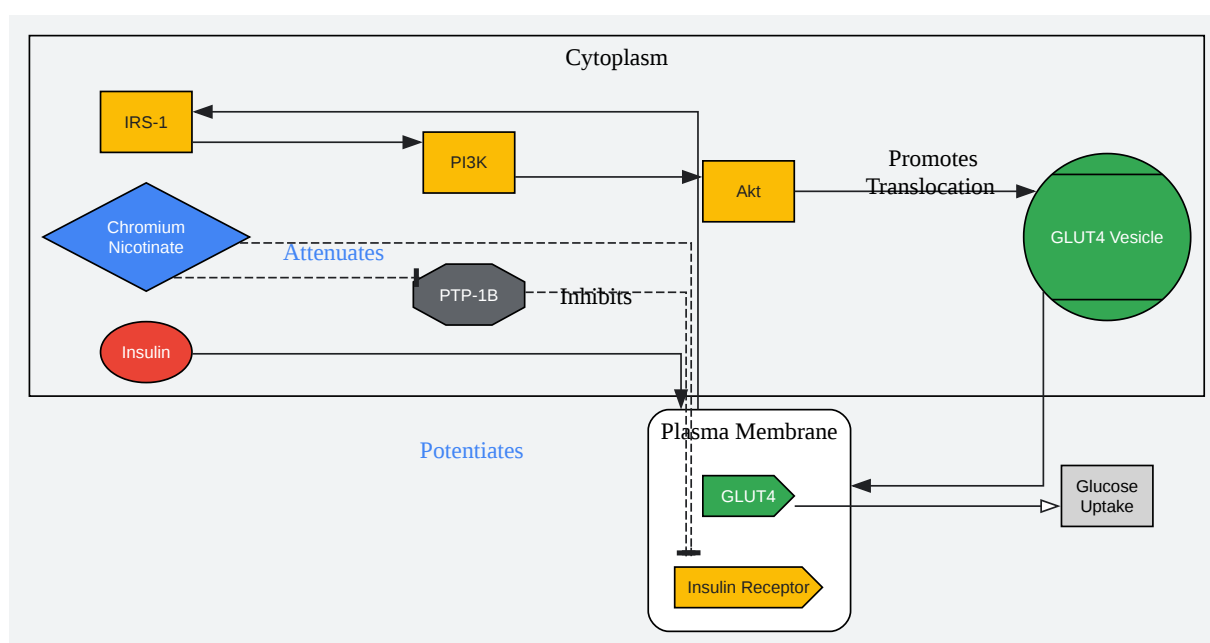 Cytoplasm
IRS-1
PI3K
Akt
Promotes
Translocation
GLUT4 Vesicle
Chromium
Nicotinate
Attenuates
PTP-1B
Inhibits
Insulin
Plasma Membrane
Potentiates
GLUT4
Glucose
Uptake
Insulin Receptor